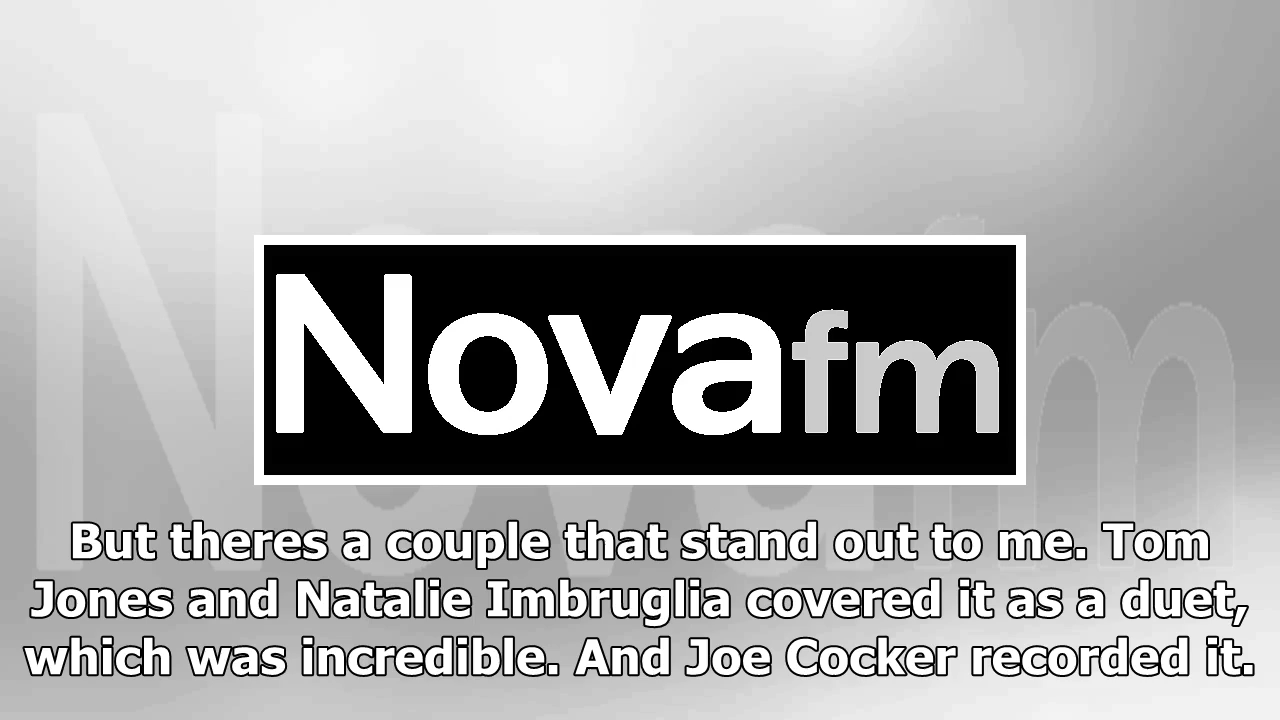 Novafm
But theres a couple that stand out to me. Tom
Jones and Natalie Imbruglia covered it as a duet,
which was incredible. And Joe Cocker recorded it.